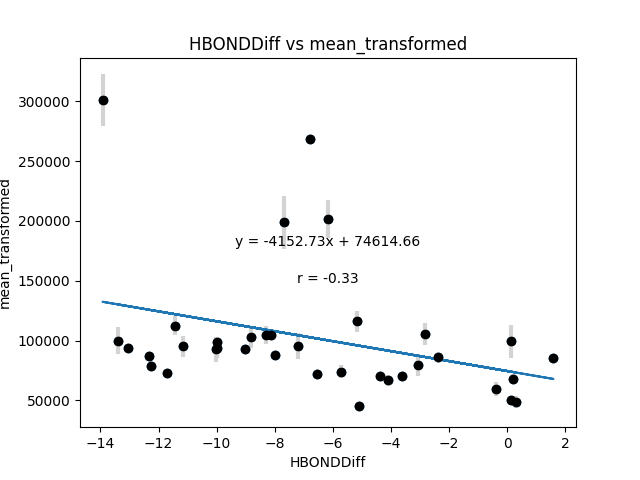 HBONDDiff vs mean_transformed
300000
250000
200000
150000
100000
50000
mean_transformed
y = -4152.73x + 74614.66
r = -0.33
−14 −12 −10 −8 −6 −4 −2 0 2
HBONDDiff